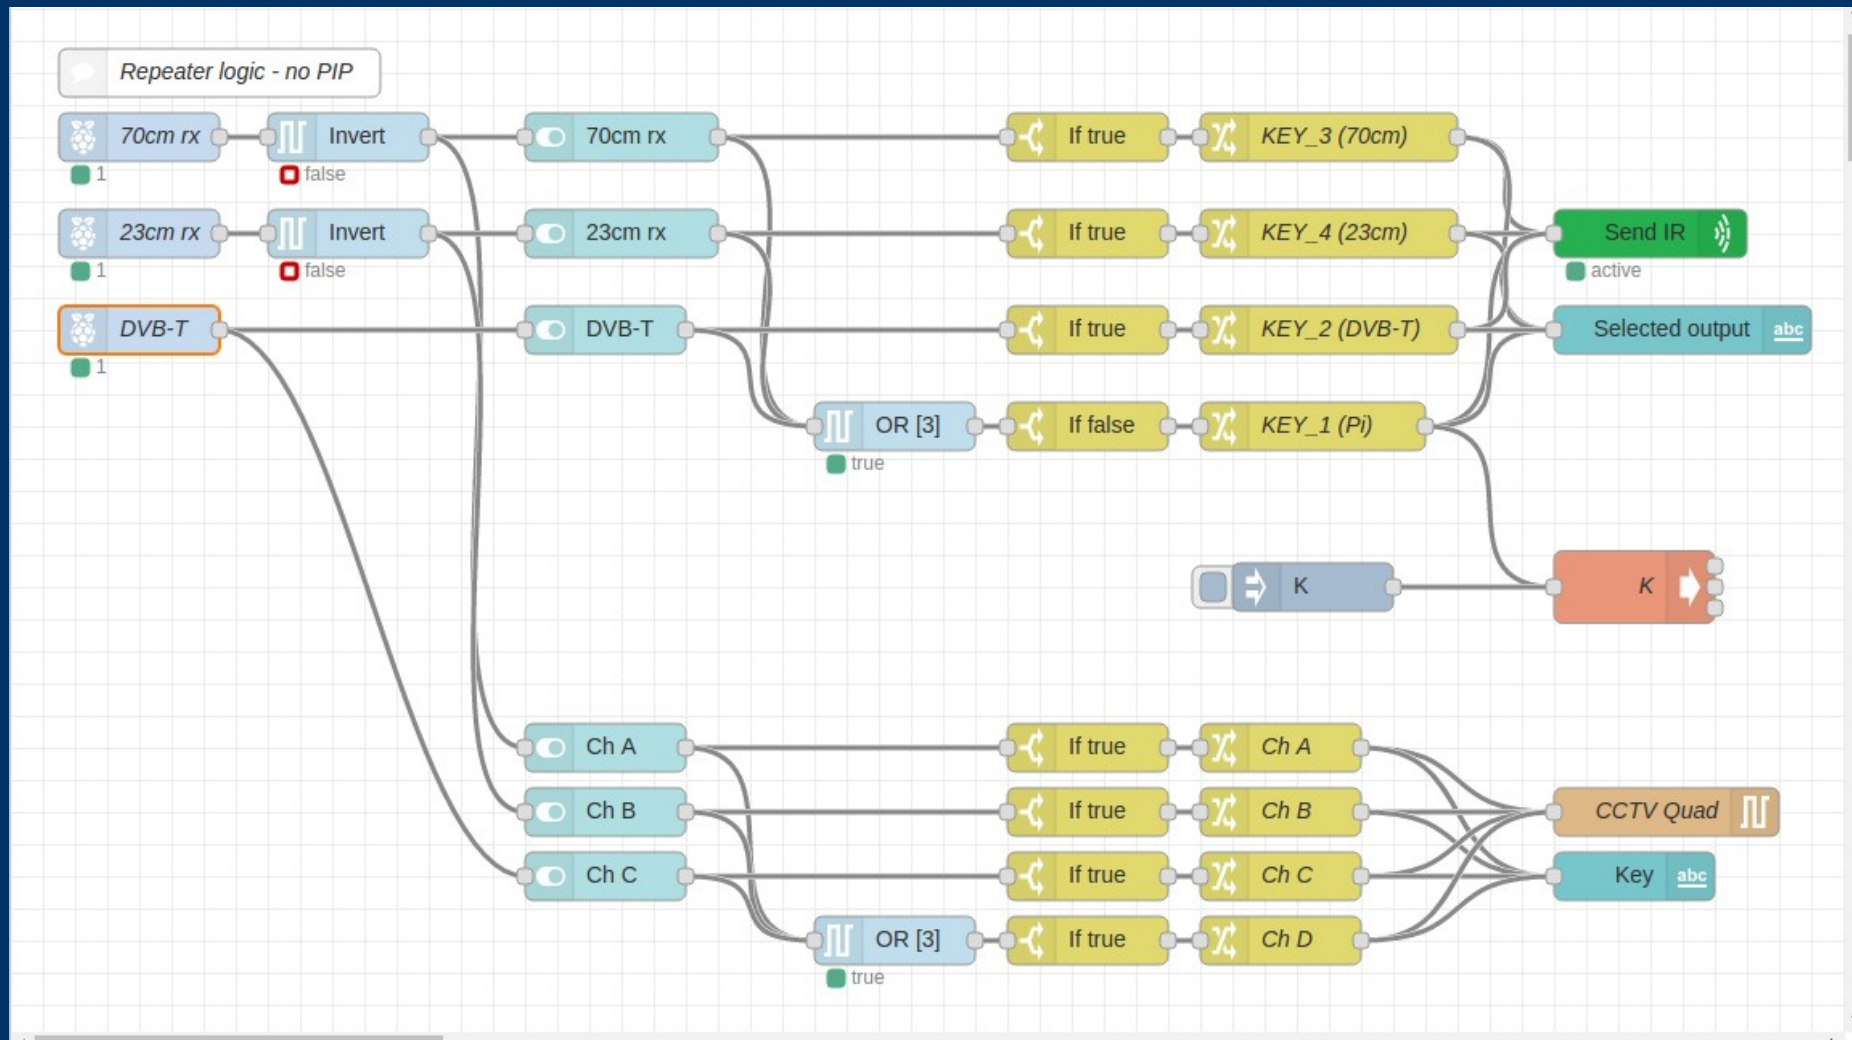 Repeater logic - no PIP
70cm rx
Invert
70cm rx
If true
KEY_3 (70cm)
1
false
23cm rx
Invert
23cm rx
If true
KEY_4 (23cm)
Send IR
1
false
active
DVB-T
DVB-T
If true
KEY_2 (DVB-T)
Selected output
abc
1
OR [3]
If false
KEY_1 (Pi)
true
K
K
Ch A
If true
Ch A
Ch B
If true
Ch B
CCTV Quad
Ch C
If true
Ch C
Key
abc
OR [3]
If true
Ch D
true